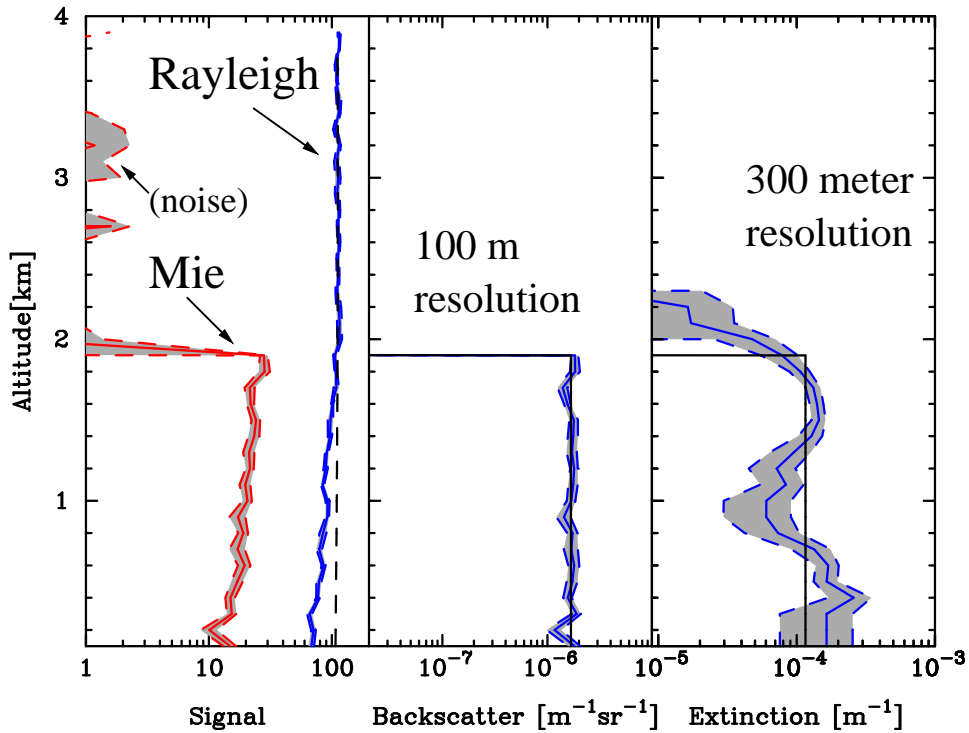 4
3
2
1
Altitude[km]
Rayleigh
(noise)
Mie
100 m
resolution
300 meter
resolution
1 10 100 10⁻⁷ 10⁻⁶ 10⁻⁵ 10⁻⁴ 10⁻³
Signal Backscatter [m⁻¹sr⁻¹] Extinction [m⁻¹]